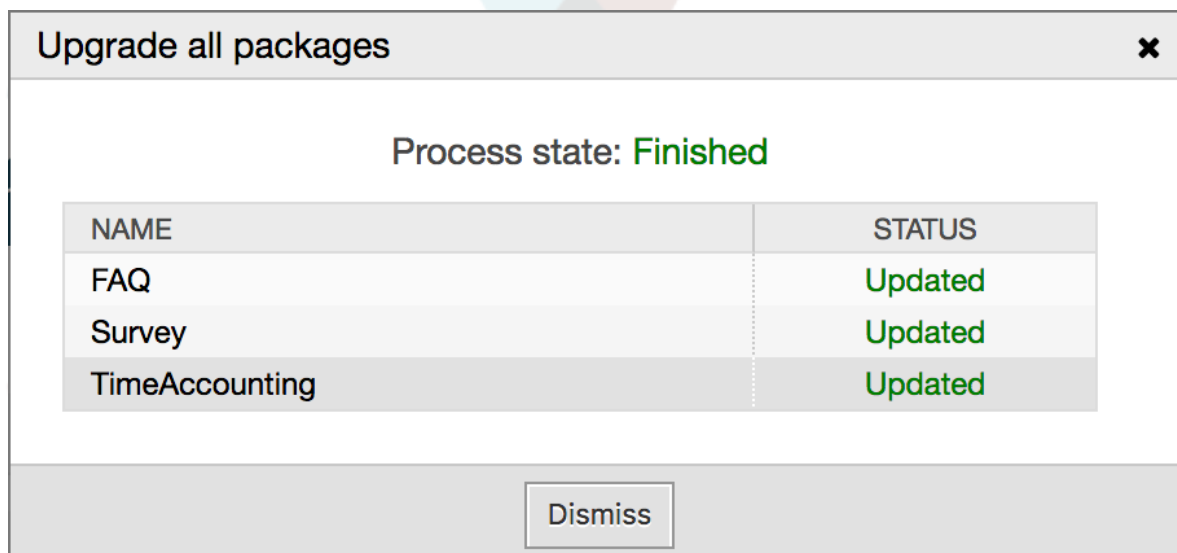 Upgrade all packages
Process state: Finished
NAME STATUS
FAQ Updated
Survey Updated
TimeAccounting Updated
Dismiss